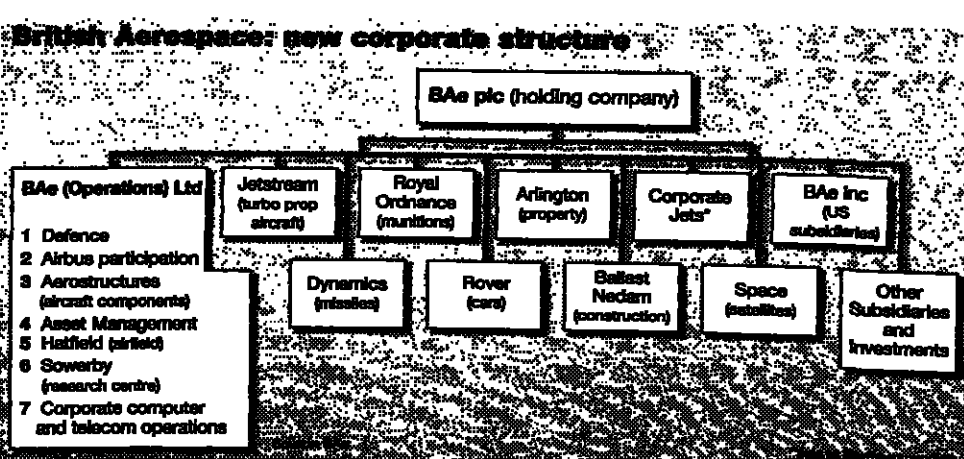 British Aerospace: new corporate structure
BAe plc (holding company)
BAe (Operations) Ltd
1 Defence
2 Airbus participation
3 Aerostructures
(aircraft components)
4 Asset Management
5 Hatfield (airfield)
6 Sowerby
(research centre)
7 Corporate computer
and telecom operations
Jetstream
(turbo prop
aircraft)
Royal
Ordnance
(munitions)
Arlington
(property)
Corporate
Jets*
BAe Inc
(US
subsidiaries)
Dynamics
(missiles)
Rover
(cars)
Ballast
Nedam
(construction)
Space
(satellites)
Other
Subsidiaries
and
Investments